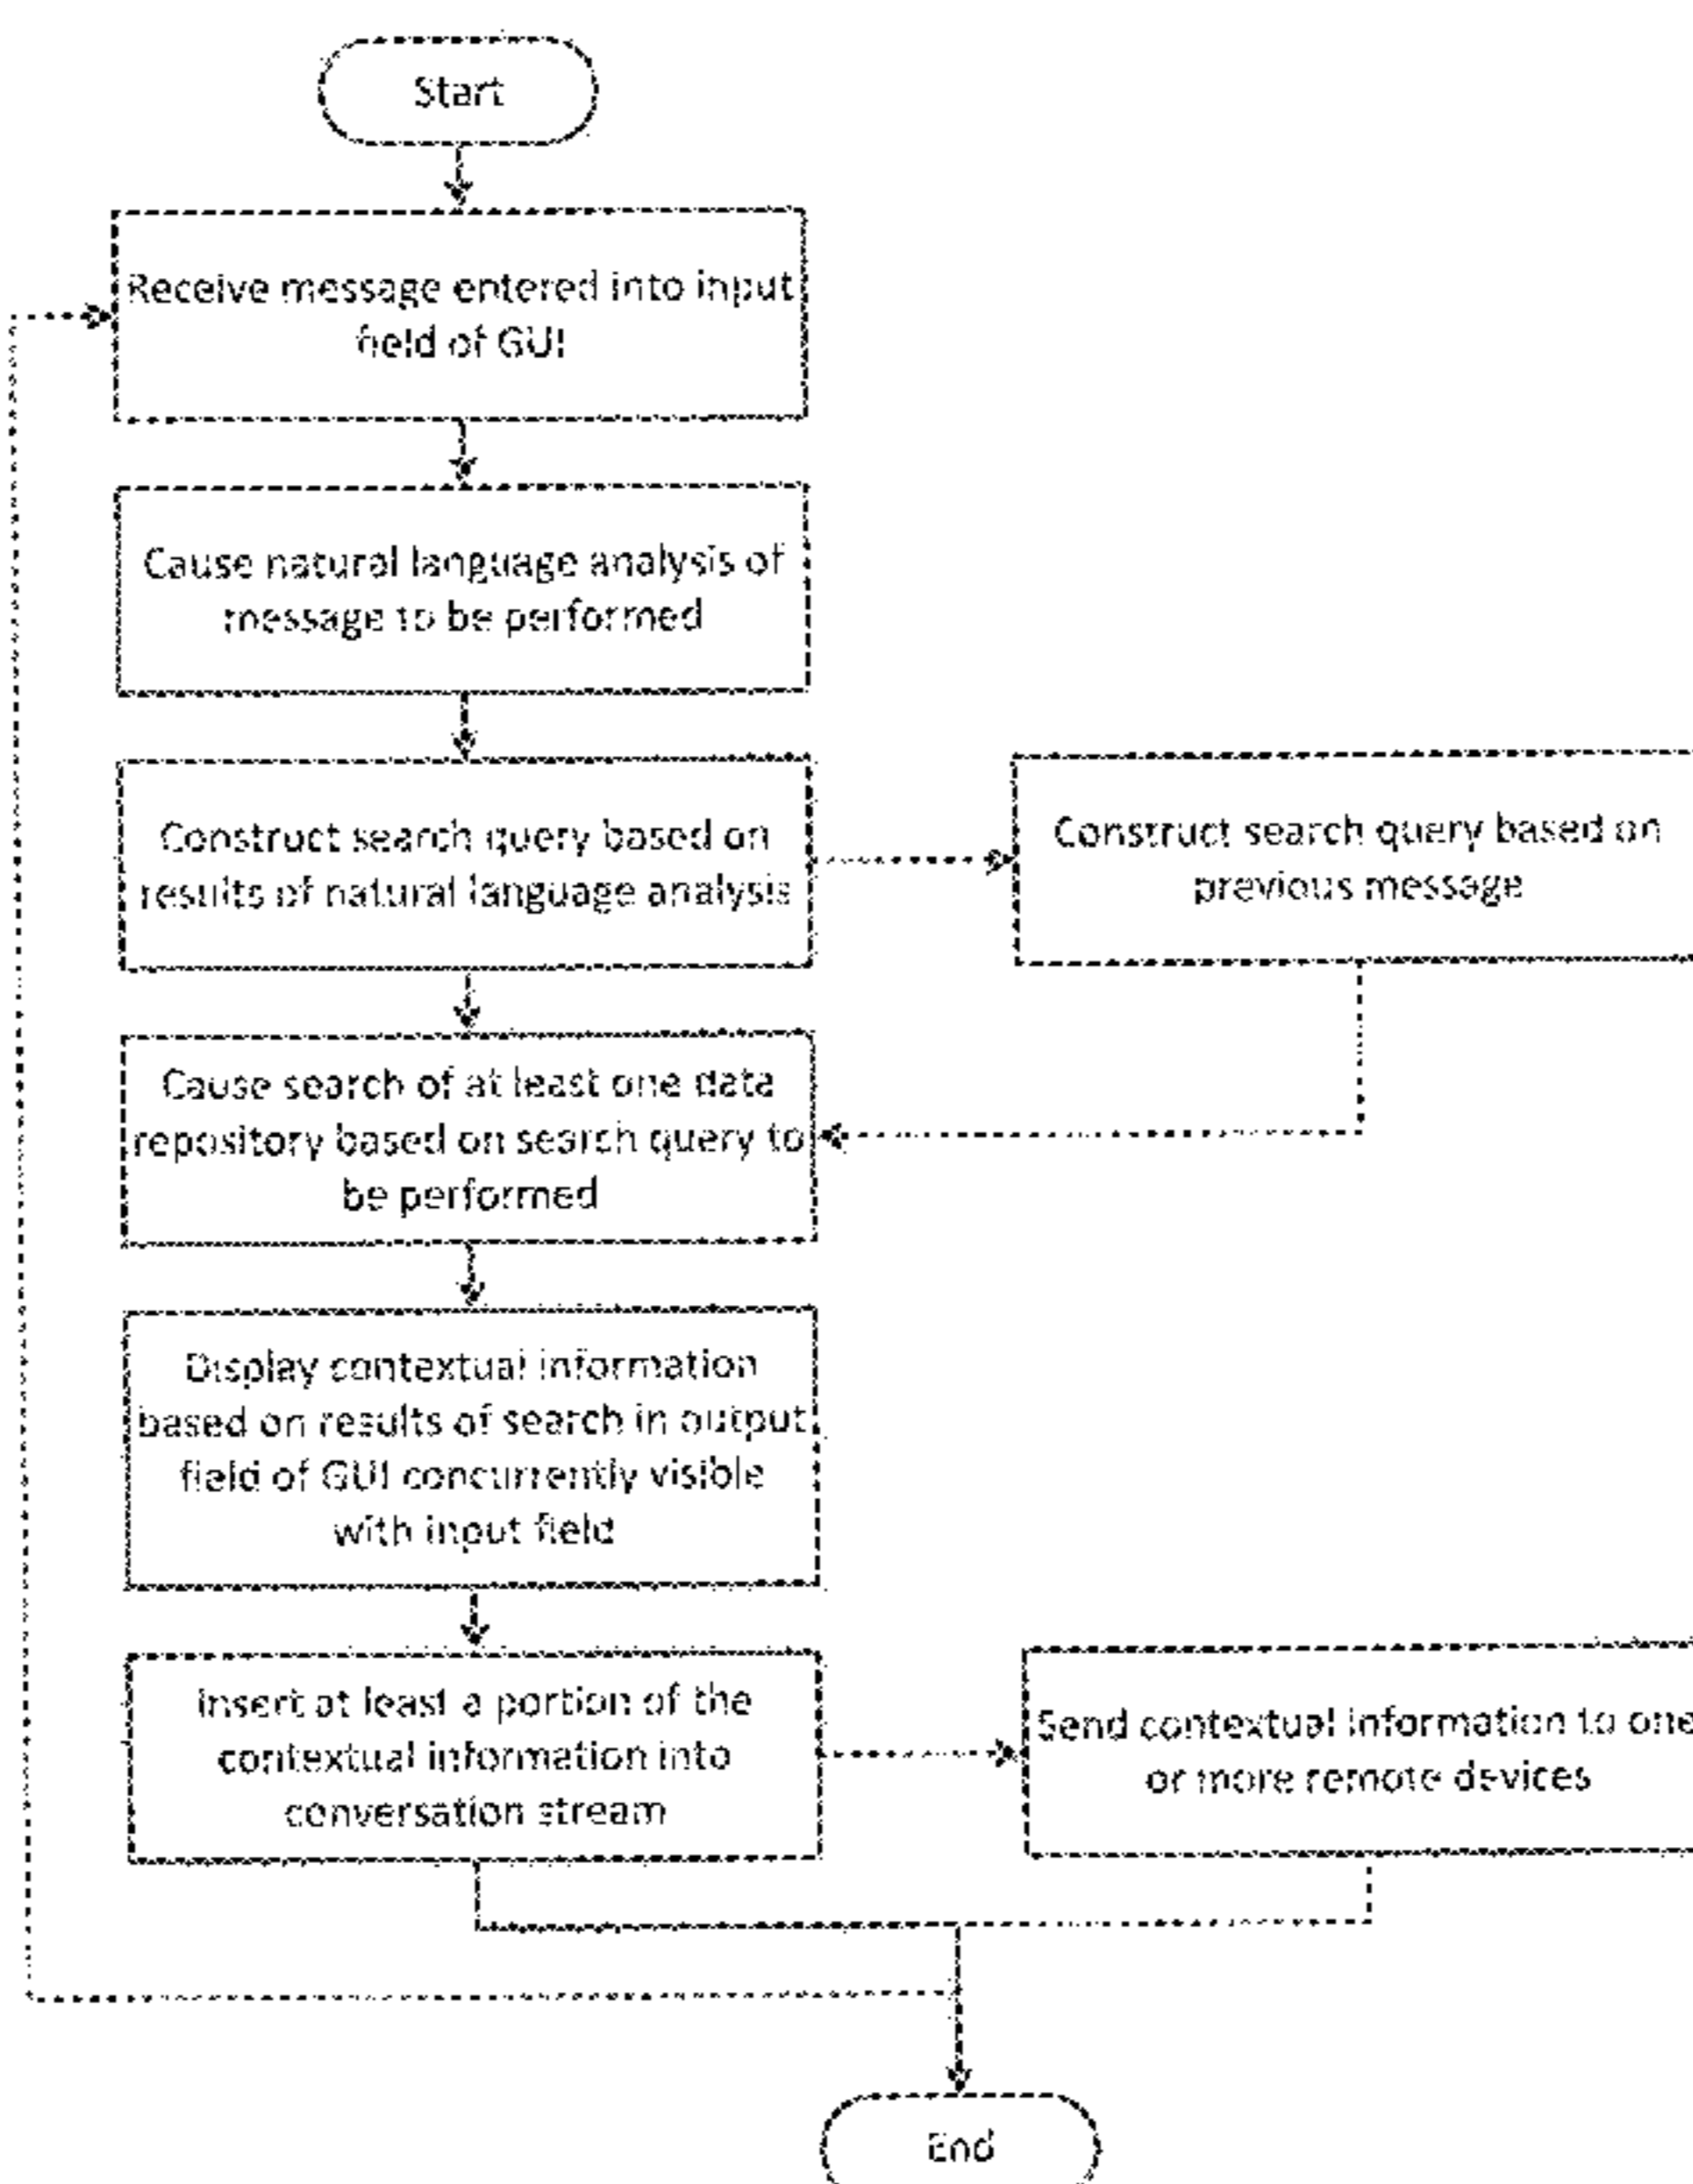 Start
Receive message entered into input
field of GUI
Cause natural language analysis of
message to be performed
Construct search query based on
results of natural language analysis
Construct search query based on
previous message
Cause search of at least one data
repository based on search query to
be performed
Display contextual information
based on results of search in output
field of GUI concurrently visible
with input field
Insert at least a portion of the
contextual information into
conversation stream
Send contextual information to one
or more remote devices
End